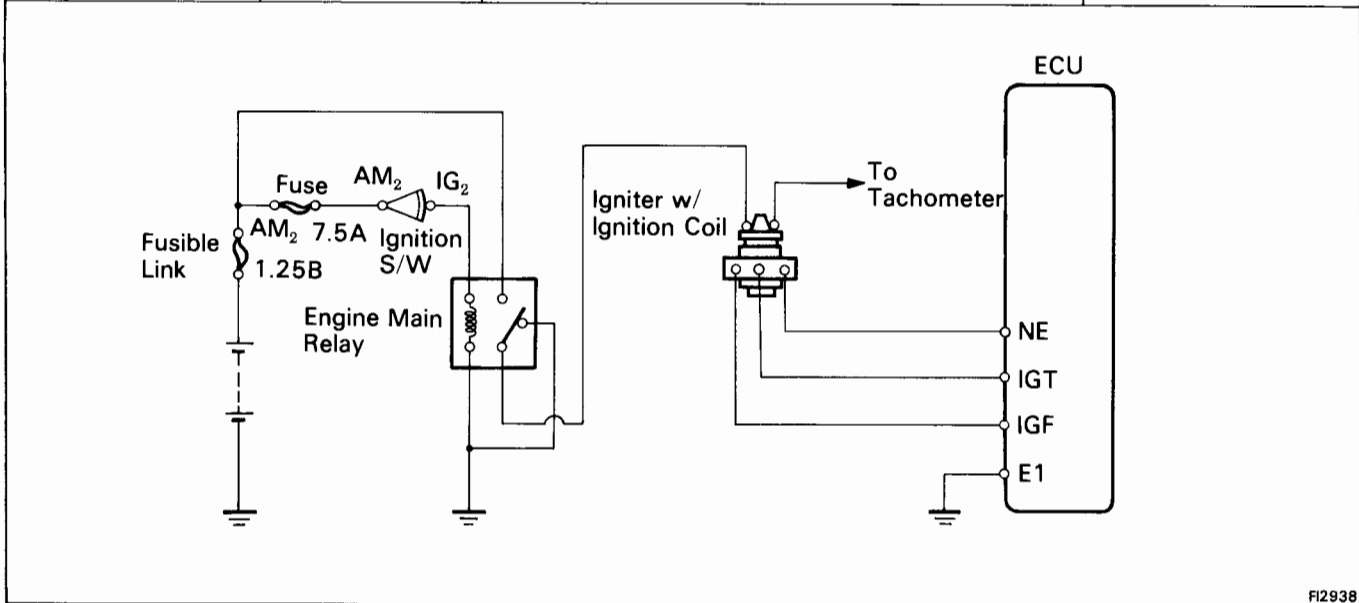 ECU
Fuse
AM₂
IG₂
AM₂ 7.5A
Ignition
S/W
Fusible
Link
1.25B
Engine Main
Relay
Igniter w/
Ignition Coil
To
Tachometer
NE
IGT
IGF
E1
FI2938